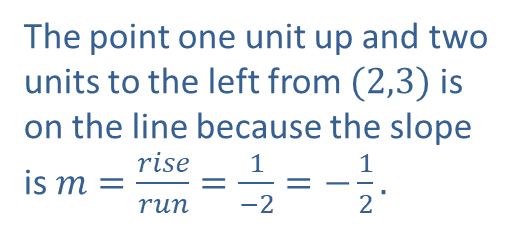 The point one unit up and two
units to the left from (2,3) is
on the line because the slope
is m = rise/run = 1/−2 = −1/2.